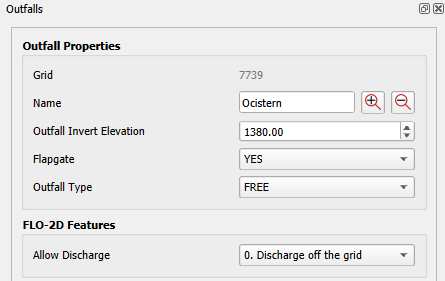 Outfalls
Outfall Properties
Grid 7739
Name Ocistern
Outfall Invert Elevation 1380.00
Flapgate YES
Outfall Type FREE
FLO-2D Features
Allow Discharge 0. Discharge off the grid